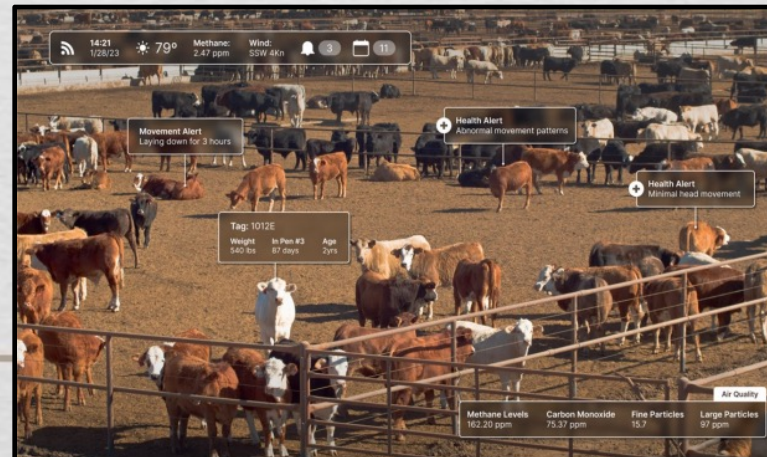 14:21
1/28/23
79º
Methane:
2.47 ppm
Wind:
SSW 4Kn
3
11
Movement Alert
Laying down for 3 hours
Health Alert
Abnormal movement patterns
Health Alert
Minimal head movement
Tag: 1012E
Weight In Pen #3 Age
540 lbs 87 days 2yrs
Air Quality
Methane Levels Carbon Monoxide Fine Particles Large Particles
162.20 ppm 75.37 ppm 15.7 97 ppm